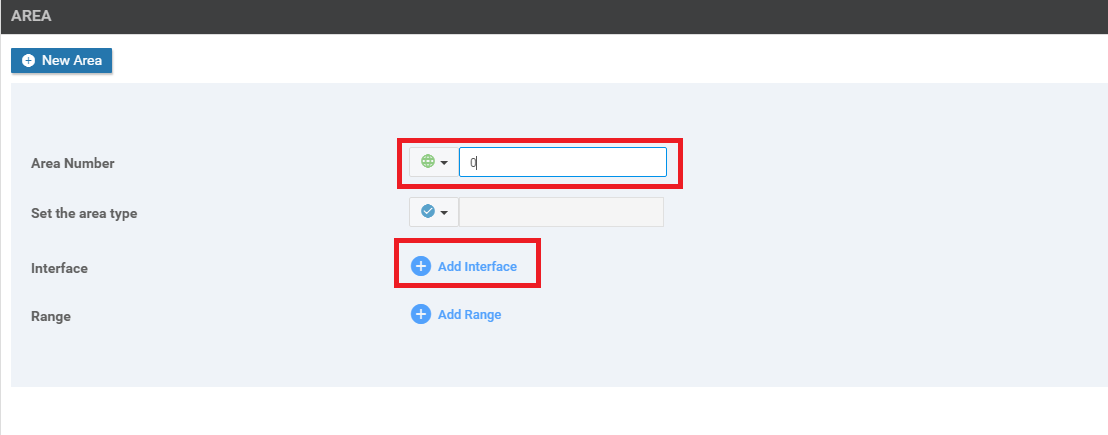 AREA
New Area
Area Number 0
Set the area type
Interface Add Interface
Range Add Range